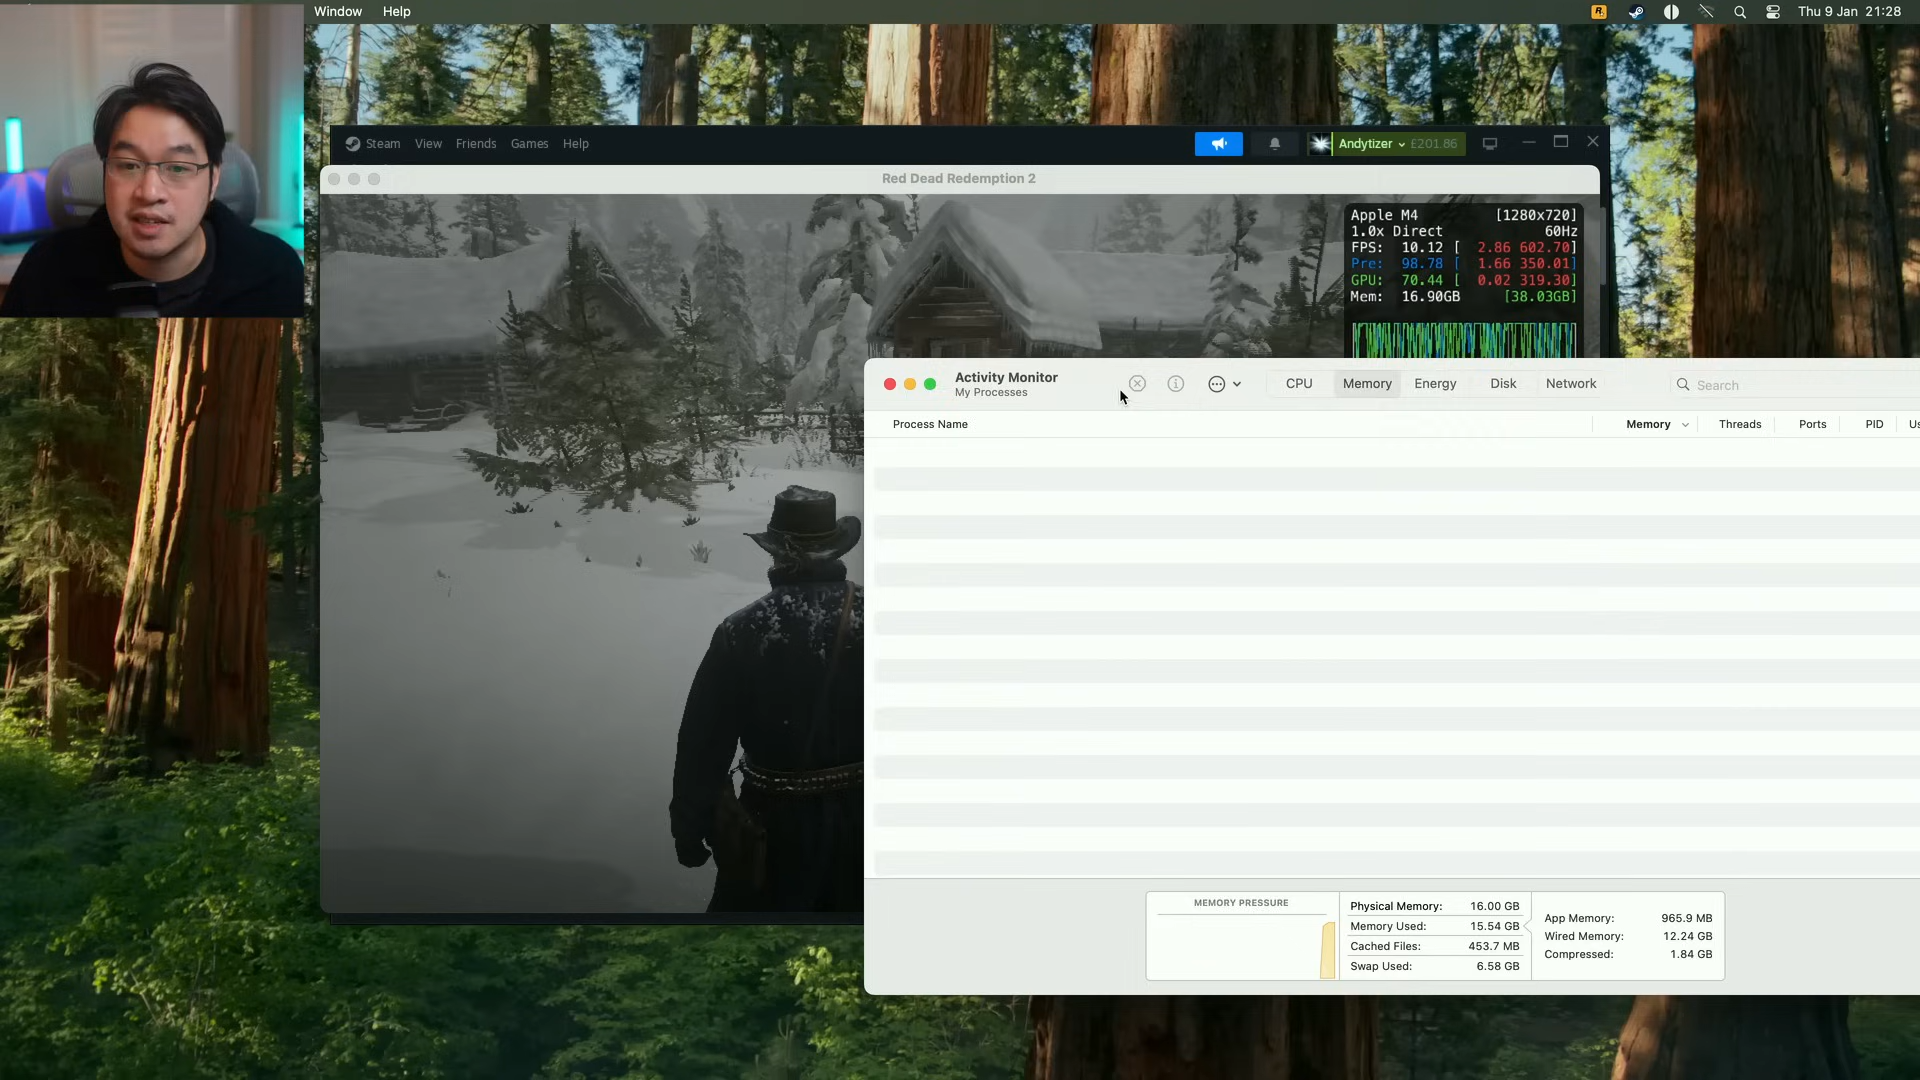 Window Help
Thu 9 Jan 21:28
Steam View Friends Games Help
Andytizer £201.86
Red Dead Redemption 2
Apple M4 [1280x720]
1.0x Direct 60Hz
FPS: 10.12 [ 2.86 602.70]
Pre: 98.78 [ 1.66 350.01]
GPU: 70.44 [ 0.02 319.30]
Mem: 16.90GB [38.03GB]
Activity Monitor
My Processes
CPU Memory Energy Disk Network
Search
Process Name Memory Threads Ports PID
MEMORY PRESSURE
Physical Memory: 16.00 GB
Memory Used: 15.54 GB
Cached Files: 453.7 MB
Swap Used: 6.58 GB
App Memory: 965.9 MB
Wired Memory: 12.24 GB
Compressed: 1.84 GB